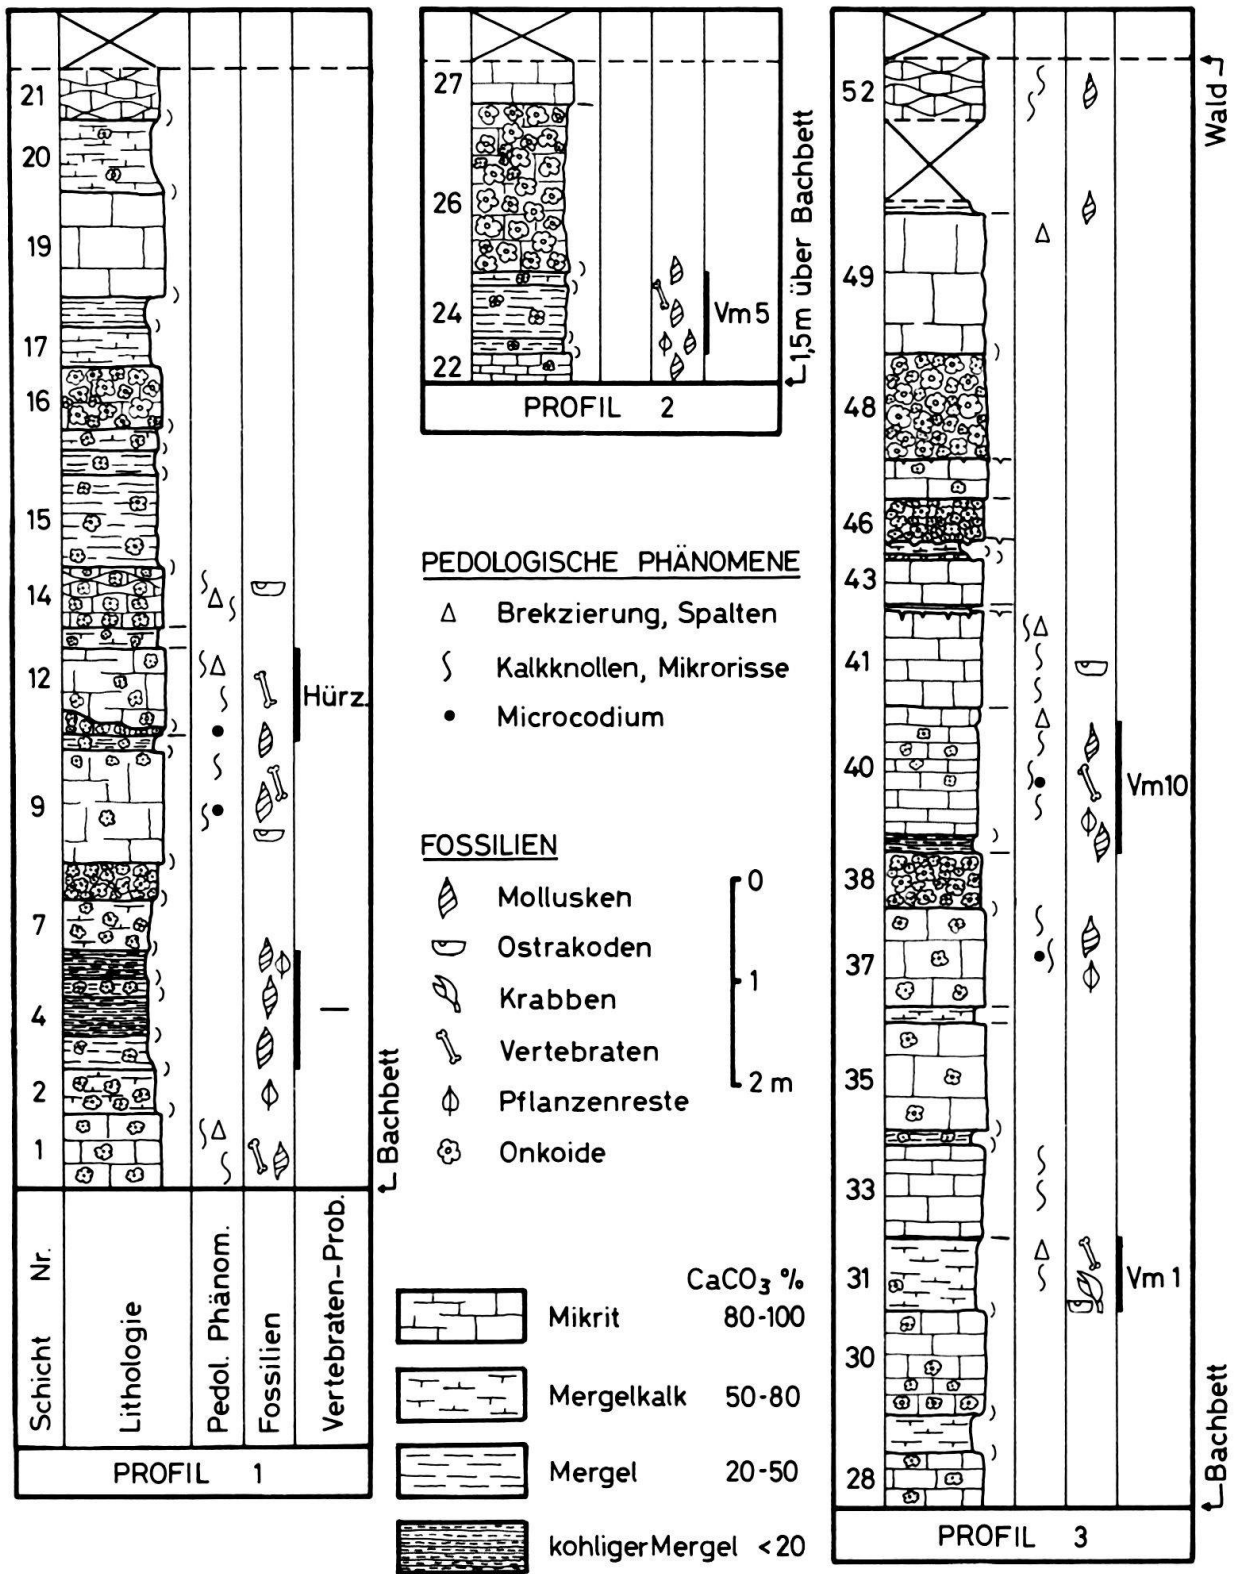 21
20
19
17
16
15
14
12
Hürz.
9
7
4
2
1
Bachbett
Schicht Nr.
Lithologie
Pedol. Phänom.
Fossilien
Vertebraten-Prob.
PROFIL 1
27
26
24
22
Vm 5
1,5m über Bachbett
PROFIL 2
PEDOLOGISCHE PHÄNOMENE
Brekzierung, Spalten
Kalkknollen, Mikrorisse
Microcodium
FOSSILIEN
Mollusken
Ostrakoden
Krabben
Vertebraten
Pflanzenreste
Onkoide
0
1
2 m
CaCO3 %
Mikrit 80-100
Mergelkalk 50-80
Mergel 20-50
kohliger Mergel <20
52
Wald
49
48
46
43
41
40
Vm10
38
37
35
33
31
Vm 1
30
28
Bachbett
PROFIL 3